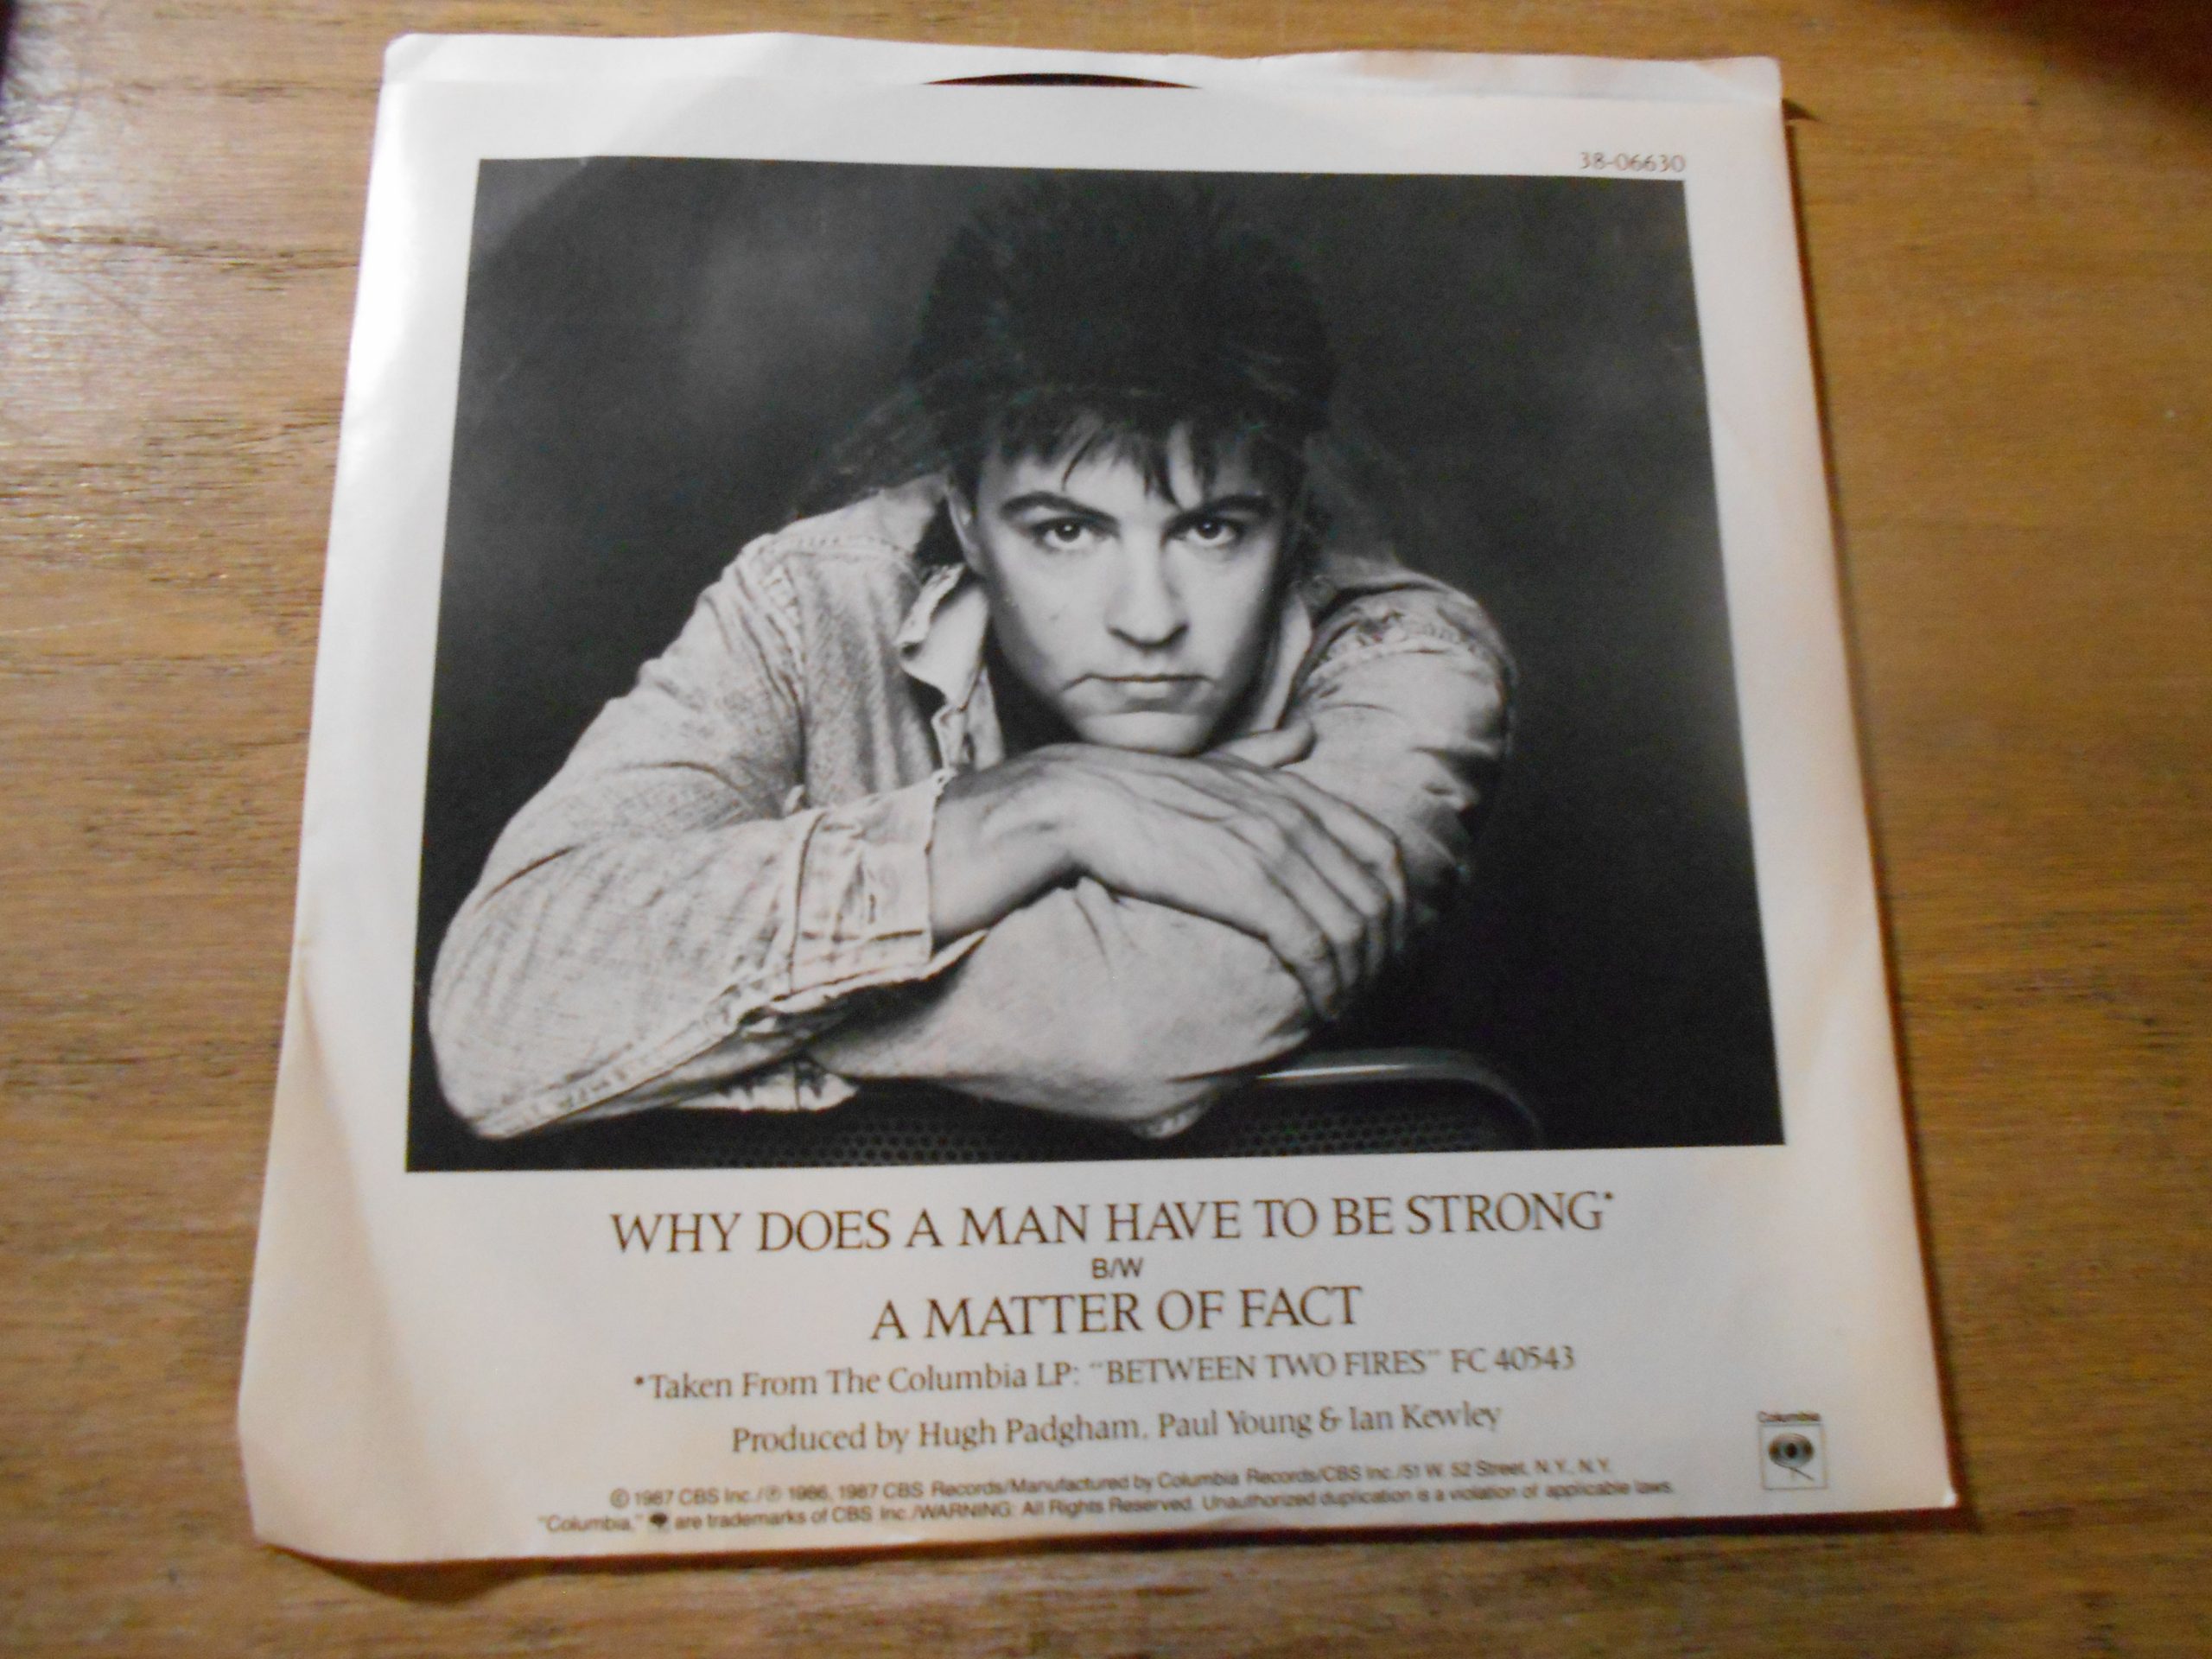 38-06630
WHY DOES A MAN HAVE TO BE STRONG*
B/W
A MATTER OF FACT
*Taken From The Columbia LP: "BETWEEN TWO FIRES" FC 40543
Produced by Hugh Padgham, Paul Young & Ian Kewley
Columbia
© 1987 CBS Inc./℗ 1986, 1987 CBS Records/Manufactured by Columbia Records/CBS Inc./51 W. 52 Street, N.Y., N.Y.
"Columbia," are trademarks of CBS Inc./WARNING: All Rights Reserved. Unauthorized duplication is a violation of applicable laws.